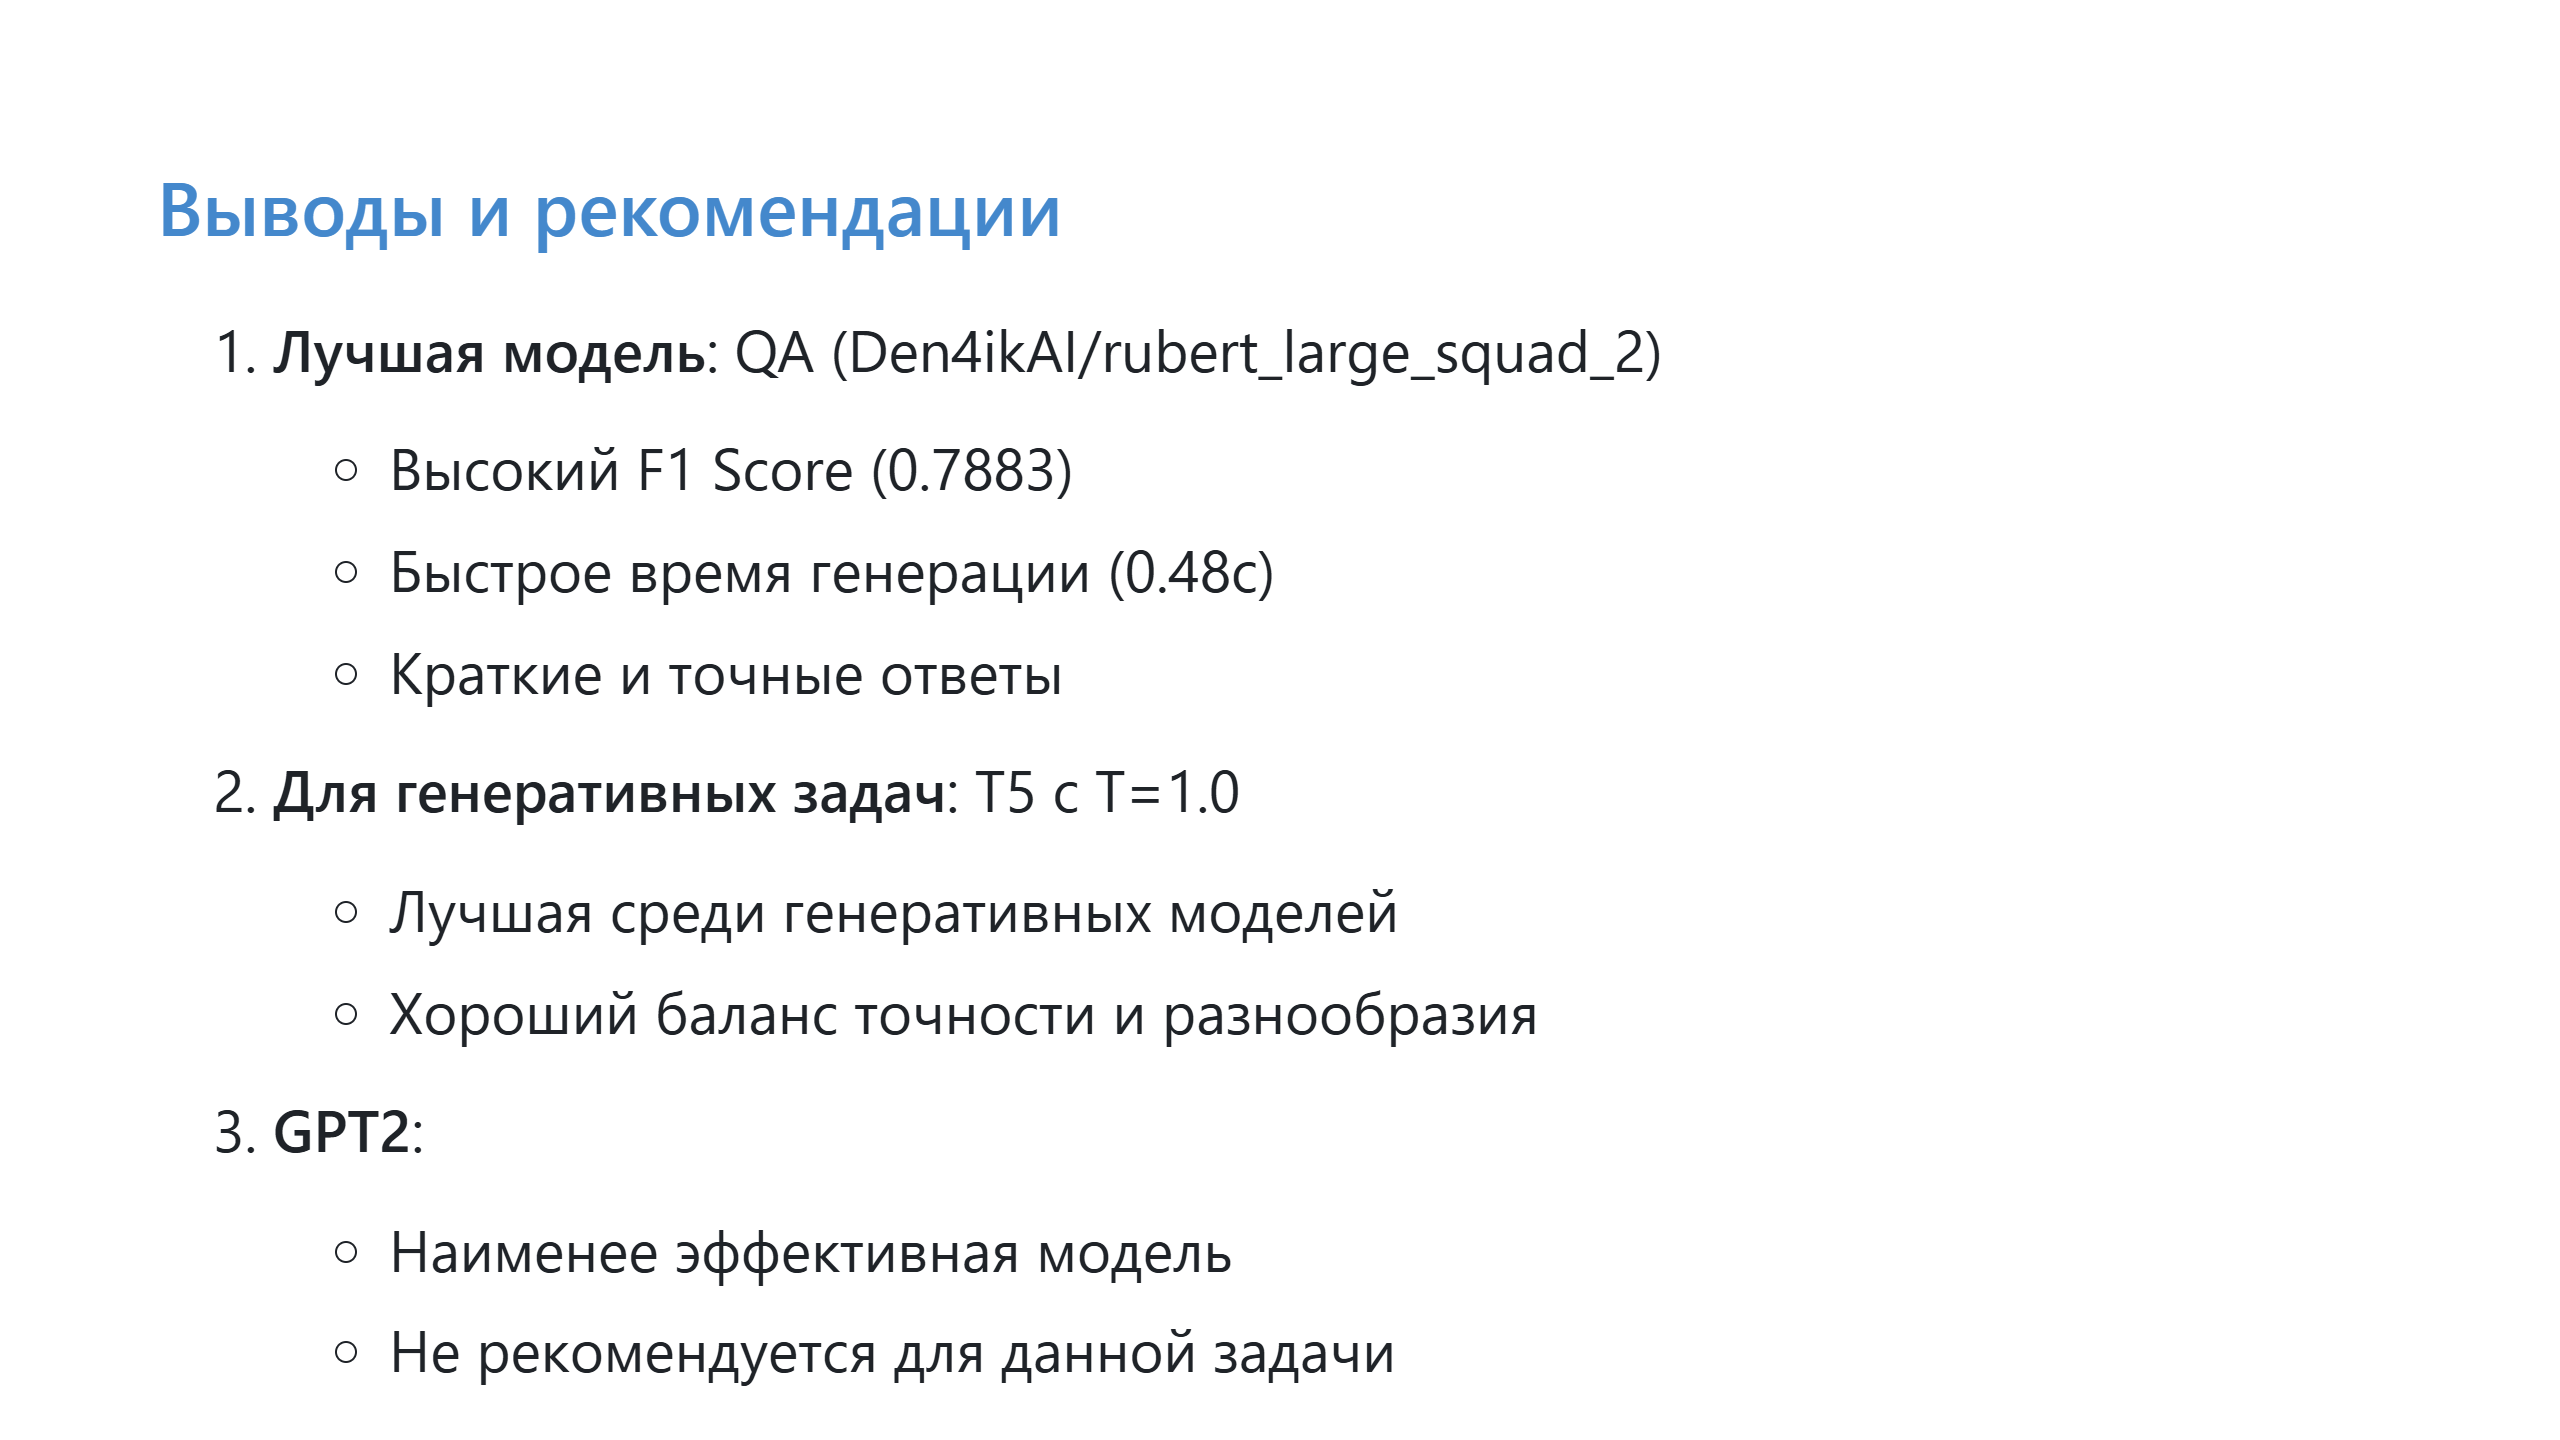 Выводы и рекомендации
1. Лучшая модель: QA (Den4ikAI/rubert_large_squad_2)
○ Высокий F1 Score (0.7883)
○ Быстрое время генерации (0.48с)
○ Краткие и точные ответы
2. Для генеративных задач: T5 с T=1.0
○ Лучшая среди генеративных моделей
○ Хороший баланс точности и разнообразия
3. GPT2:
○ Наименее эффективная модель
○ Не рекомендуется для данной задачи